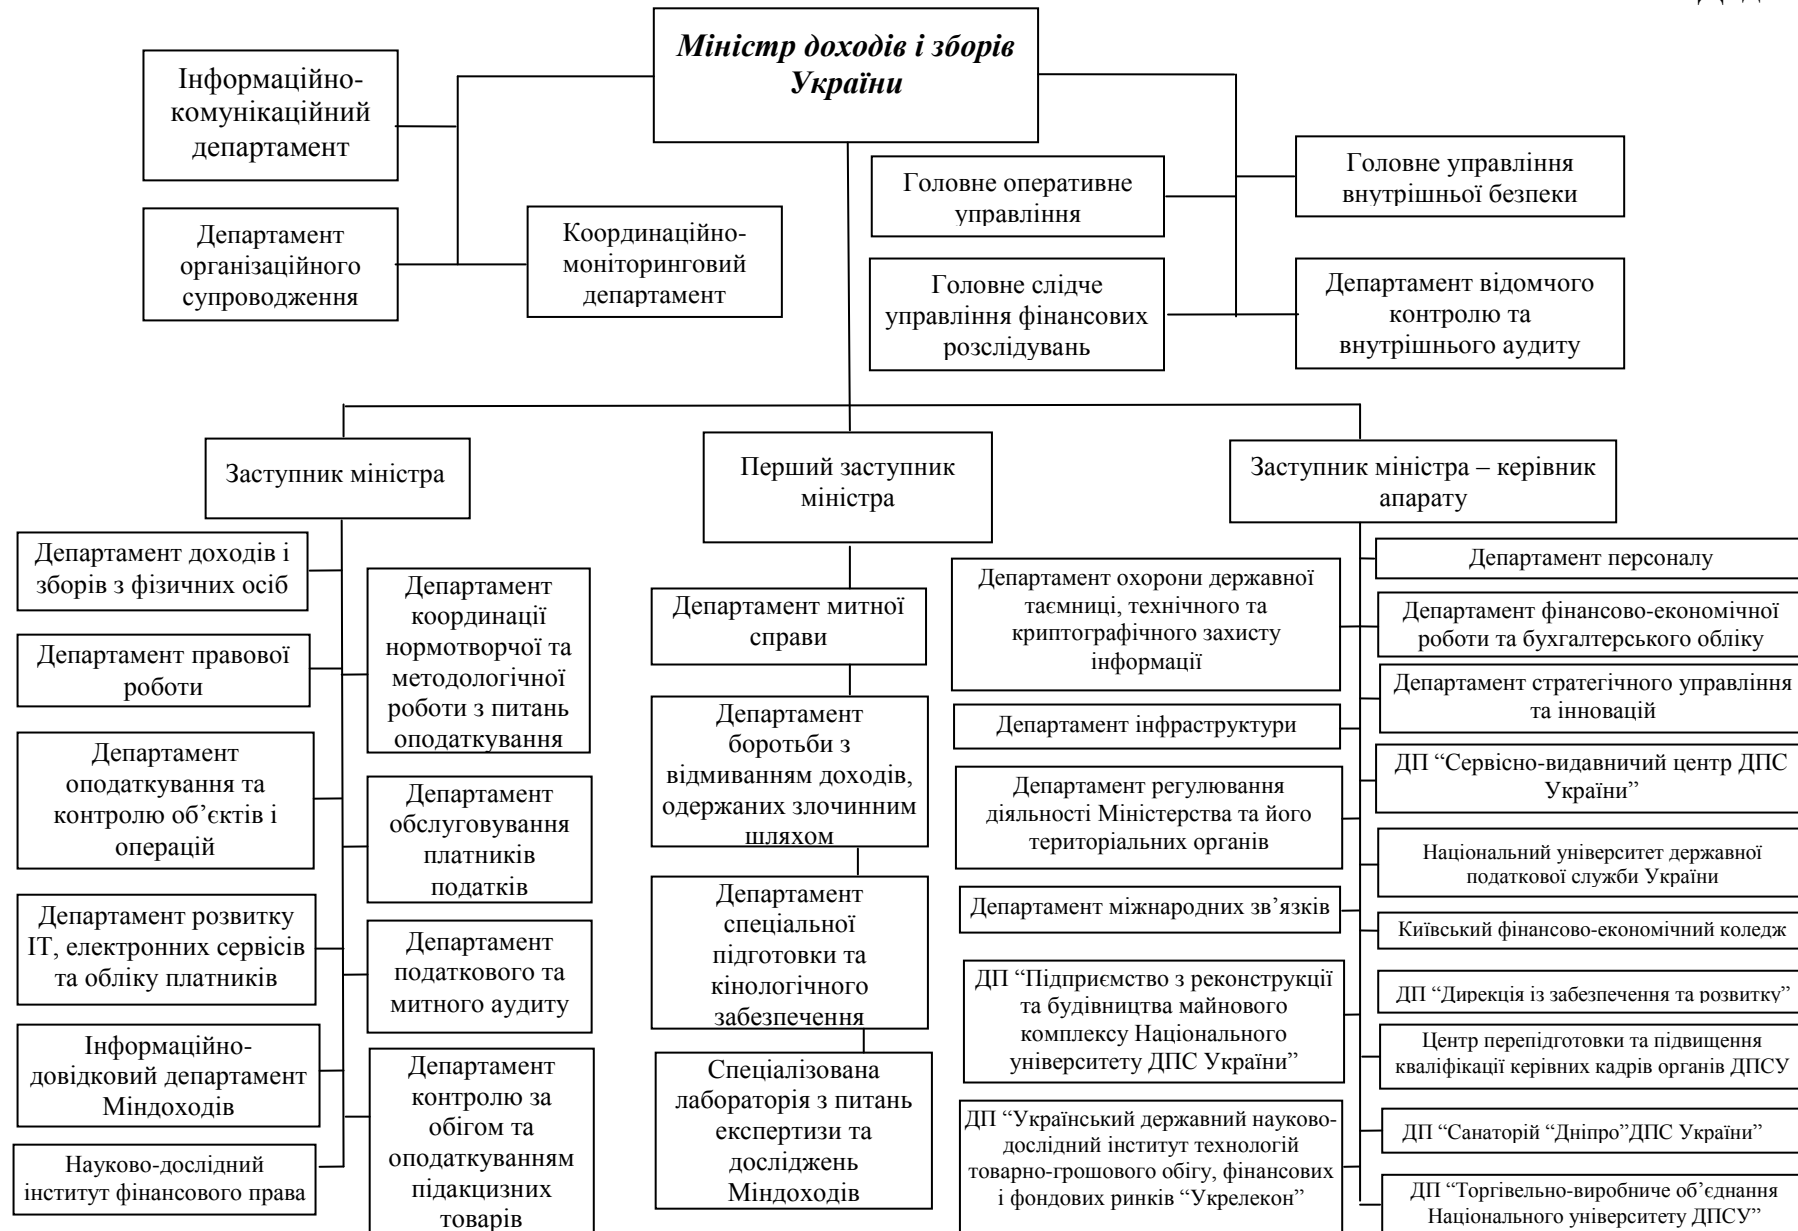 Міністр доходів і зборів
України
Інформаційно-
комунікаційний
департамент
Департамент
організаційного
супроводження
Координаційно-
моніторинговий
департамент
Головне оперативне
управління
Головне управління
внутрішньої безпеки
Головне слідче
управління фінансових
розслідувань
Департамент відомчого
контролю та
внутрішнього аудиту
Заступник міністра
Перший заступник
міністра
Заступник міністра – керівник
апарату
Департамент доходів і
зборів з фізичних осіб
Департамент правової
роботи
Департамент
оподаткування та
контролю об’єктів і
операцій
Департамент розвитку
ІТ, електронних сервісів
та обліку платників
Інформаційно-
довідковий департамент
Міндоходів
Науково-дослідний
інститут фінансового права
Департамент
координації
нормотворчої та
методологічної
роботи з питань
оподаткування
Департамент
обслуговування
платників
податків
Департамент
податкового та
митного аудиту
Департамент
контролю за
обігом та
оподаткуванням
підакцизних
товарів
Департамент митної
справи
Департамент
боротьби з
відмиванням доходів,
одержаних злочинним
шляхом
Департамент
спеціальної
підготовки та
кінологічного
забезпечення
Спеціалізована
лабораторія з питань
експертизи та
досліджень
Міндоходів
Департамент охорони державної
таємниці, технічного та
криптографічного захисту
інформації
Департамент інфраструктури
Департамент регулювання
діяльності Міністерства та його
територіальних органів
Департамент міжнародних зв’язків
ДП “Підприємство з реконструкції
та будівництва майнового
комплексу Національного
університету ДПС України”
ДП “Український державний науково-
дослідний інститут технологій
товарно-грошового обігу, фінансових
і фондових ринків “Укрелекон”
Департамент персоналу
Департамент фінансово-економічної
роботи та бухгалтерського обліку
Департамент стратегічного управління
та інновацій
ДП “Сервісно-видавничий центр ДПС
України”
Національний університет державної
податкової служби України
Київський фінансово-економічний коледж
ДП “Дирекція із забезпечення та розвитку”
Центр перепідготовки та підвищення
кваліфікації керівних кадрів органів ДПСУ
ДП “Санаторій “Дніпро”ДПС України”
ДП “Торгівельно-виробниче об’єднання
Національного університету ДПСУ”